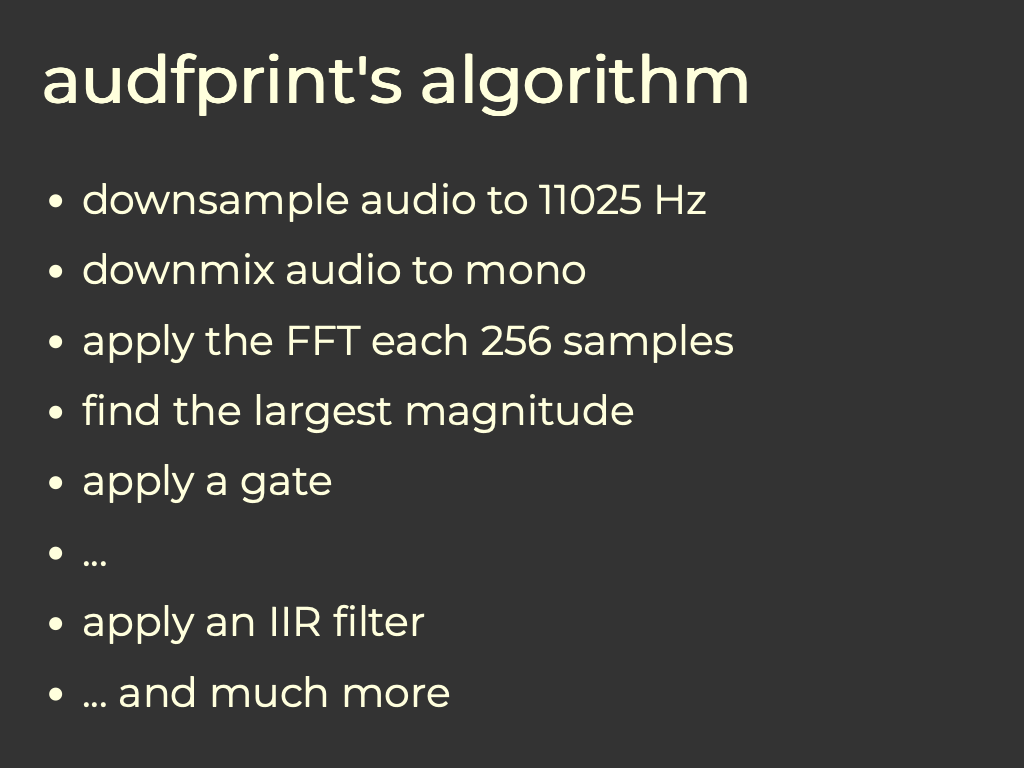 audfprint's algorithm
• downsample audio to 11025 Hz
• downmix audio to mono
• apply the FFT each 256 samples
• find the largest magnitude
• apply a gate
• ...
• apply an IIR filter
• ... and much more